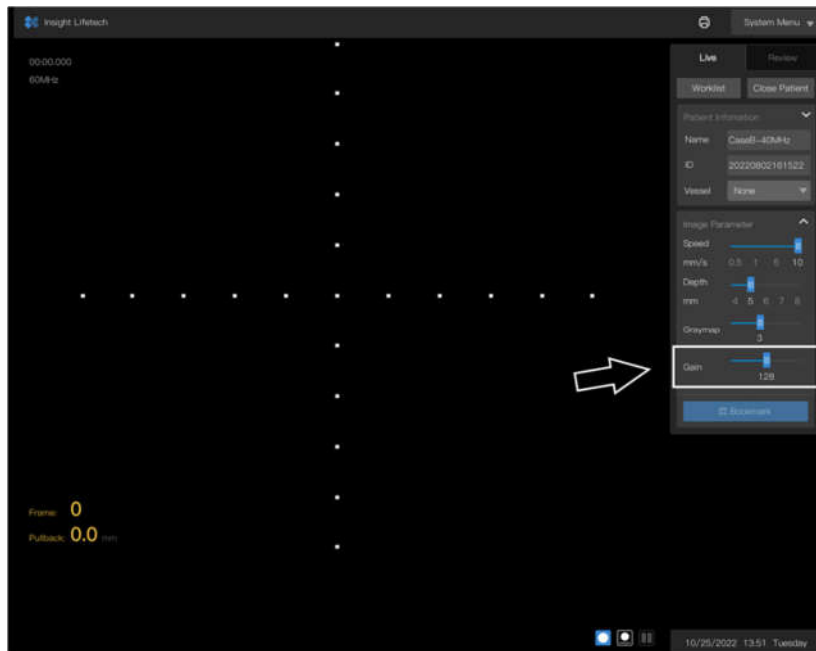 Insight Lifetech
System Menu
00:00.000
60MHz
Live Review
Worklist Close Patient
Patient Infomation
Name CaseB-40MHz
ID 20220802161522
Vessel None
Image Parameter
Speed
mm/s 0.5 1 6 10
Depth
mm 4 5 6 7 8
Graymap
3
Gain
128
Bookmark
Frame: 0
Pullback: 0.0 mm
10/25/2022 13:51 Tuesday